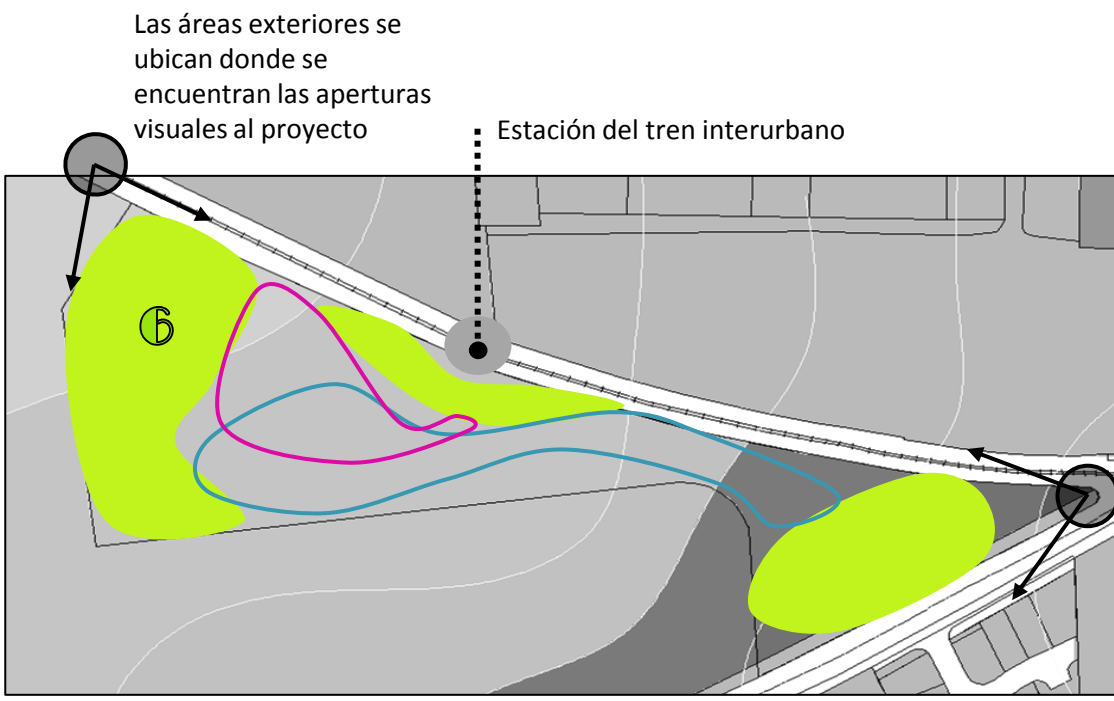 Las áreas exteriores se
ubican donde se
encuentran las aperturas
visuales al proyecto
Estación del tren interurbano
6